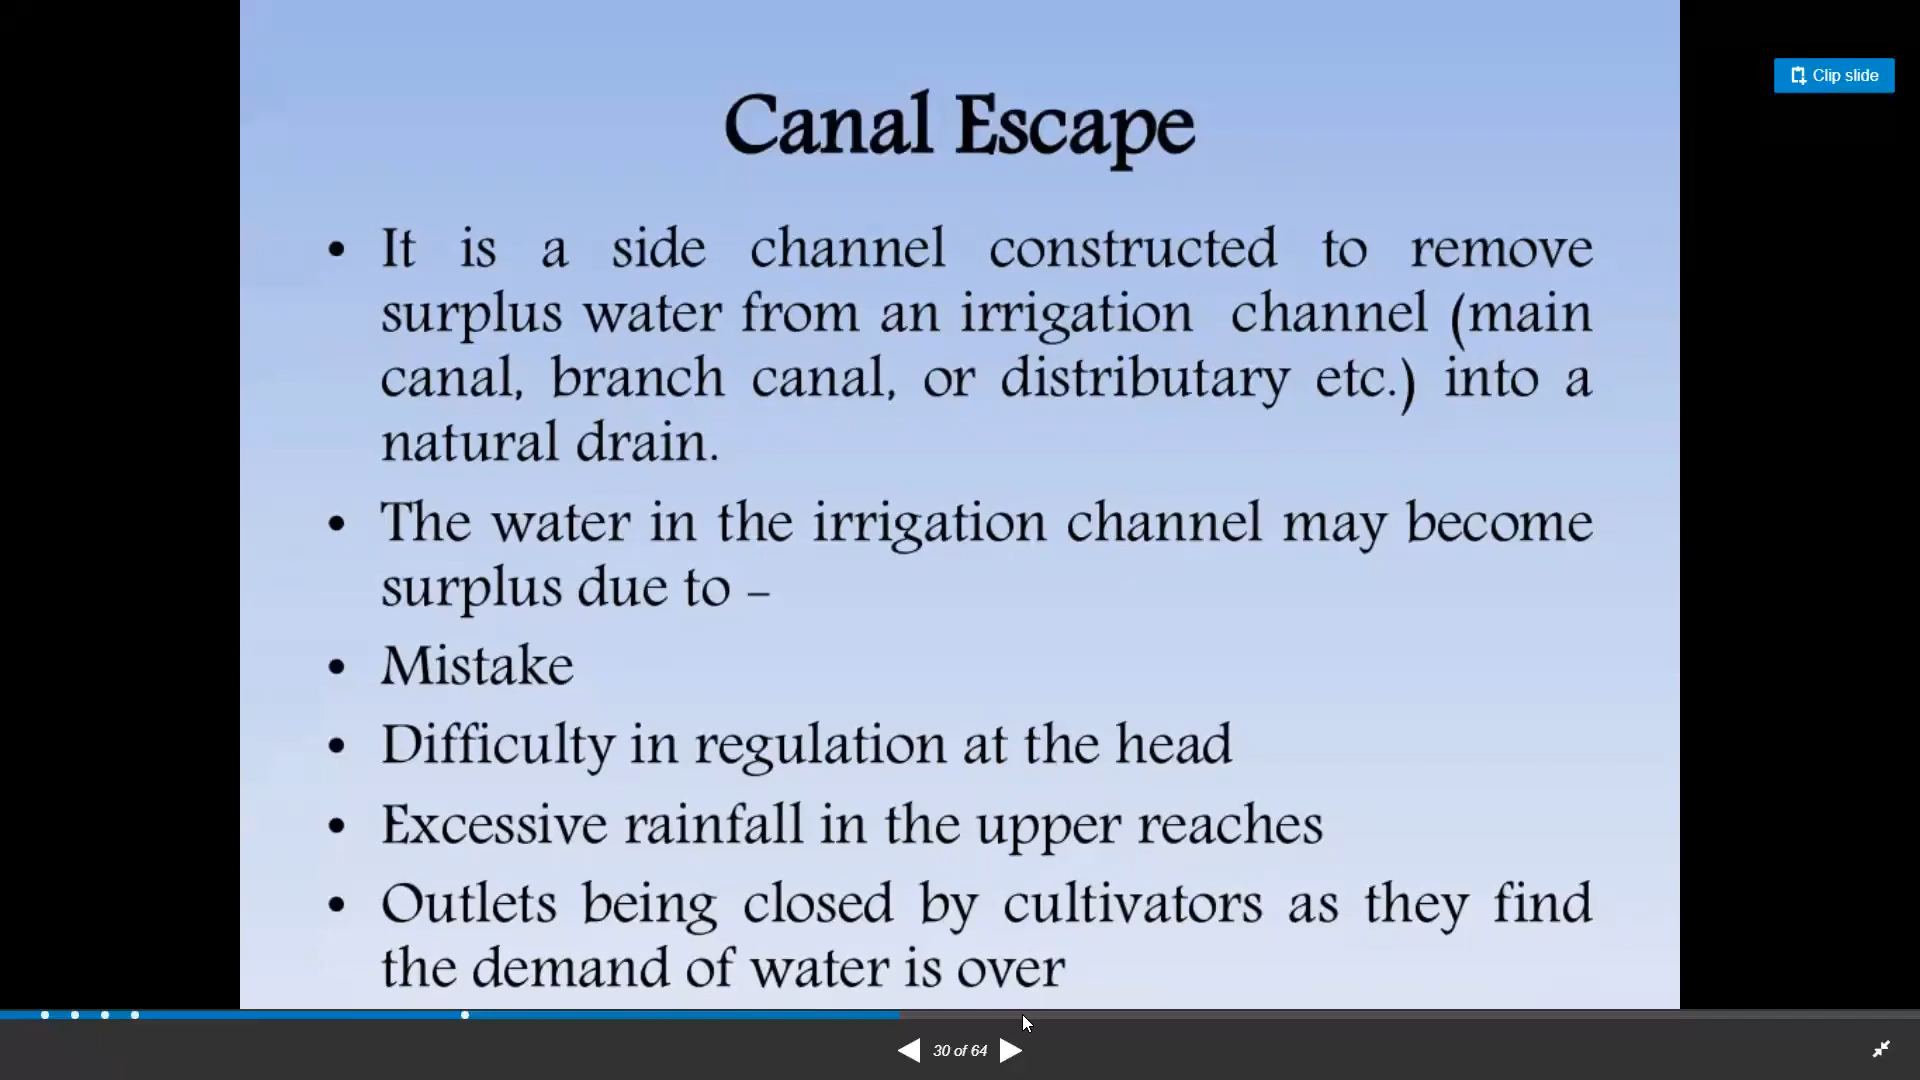 Clip slide
Canal Escape
• It is a side channel constructed to remove
surplus water from an irrigation channel (main
canal, branch canal, or distributary etc.) into a
natural drain.
• The water in the irrigation channel may become
surplus due to –
• Mistake
• Difficulty in regulation at the head
• Excessive rainfall in the upper reaches
• Outlets being closed by cultivators as they find
the demand of water is over
30 of 64